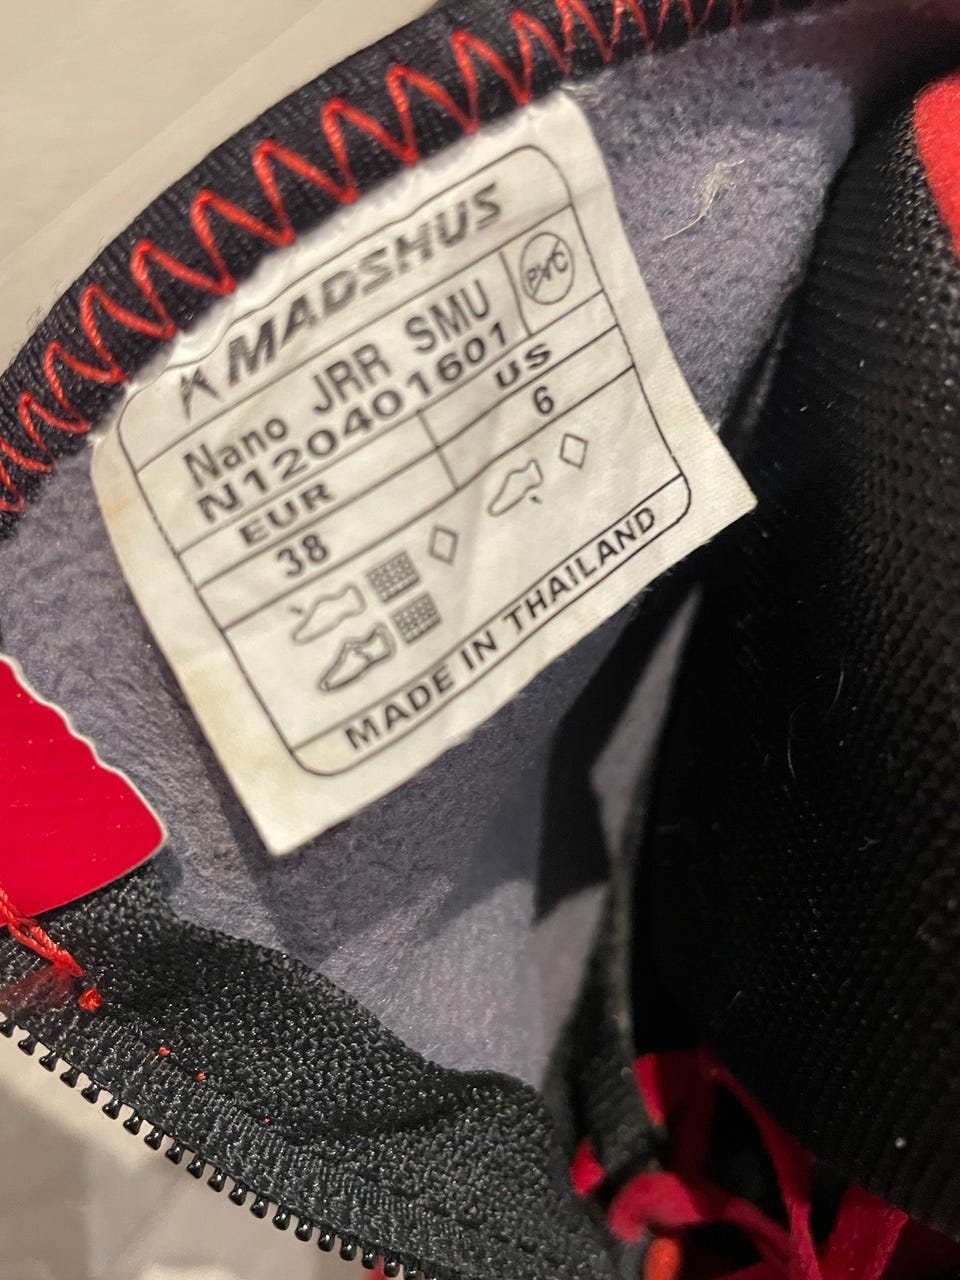 MADSHUS
Nano JRR SMU
PVC
N120401601
EUR US
38 6
MADE IN THAILAND